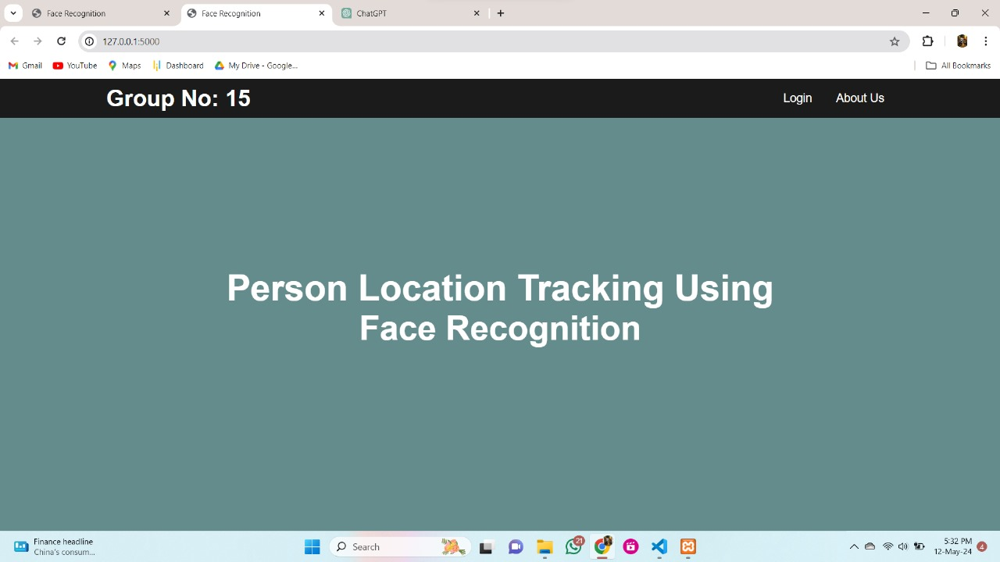 Face Recognition
Face Recognition
ChatGPT
127.0.0.1:5000
Gmail
YouTube
Maps
Dashboard
My Drive - Google...
All Bookmarks
Group No: 15
Login
About Us
Person Location Tracking Using
Face Recognition
Finance headline
China's consum...
Search
21
5:32 PM
12-May-24
4